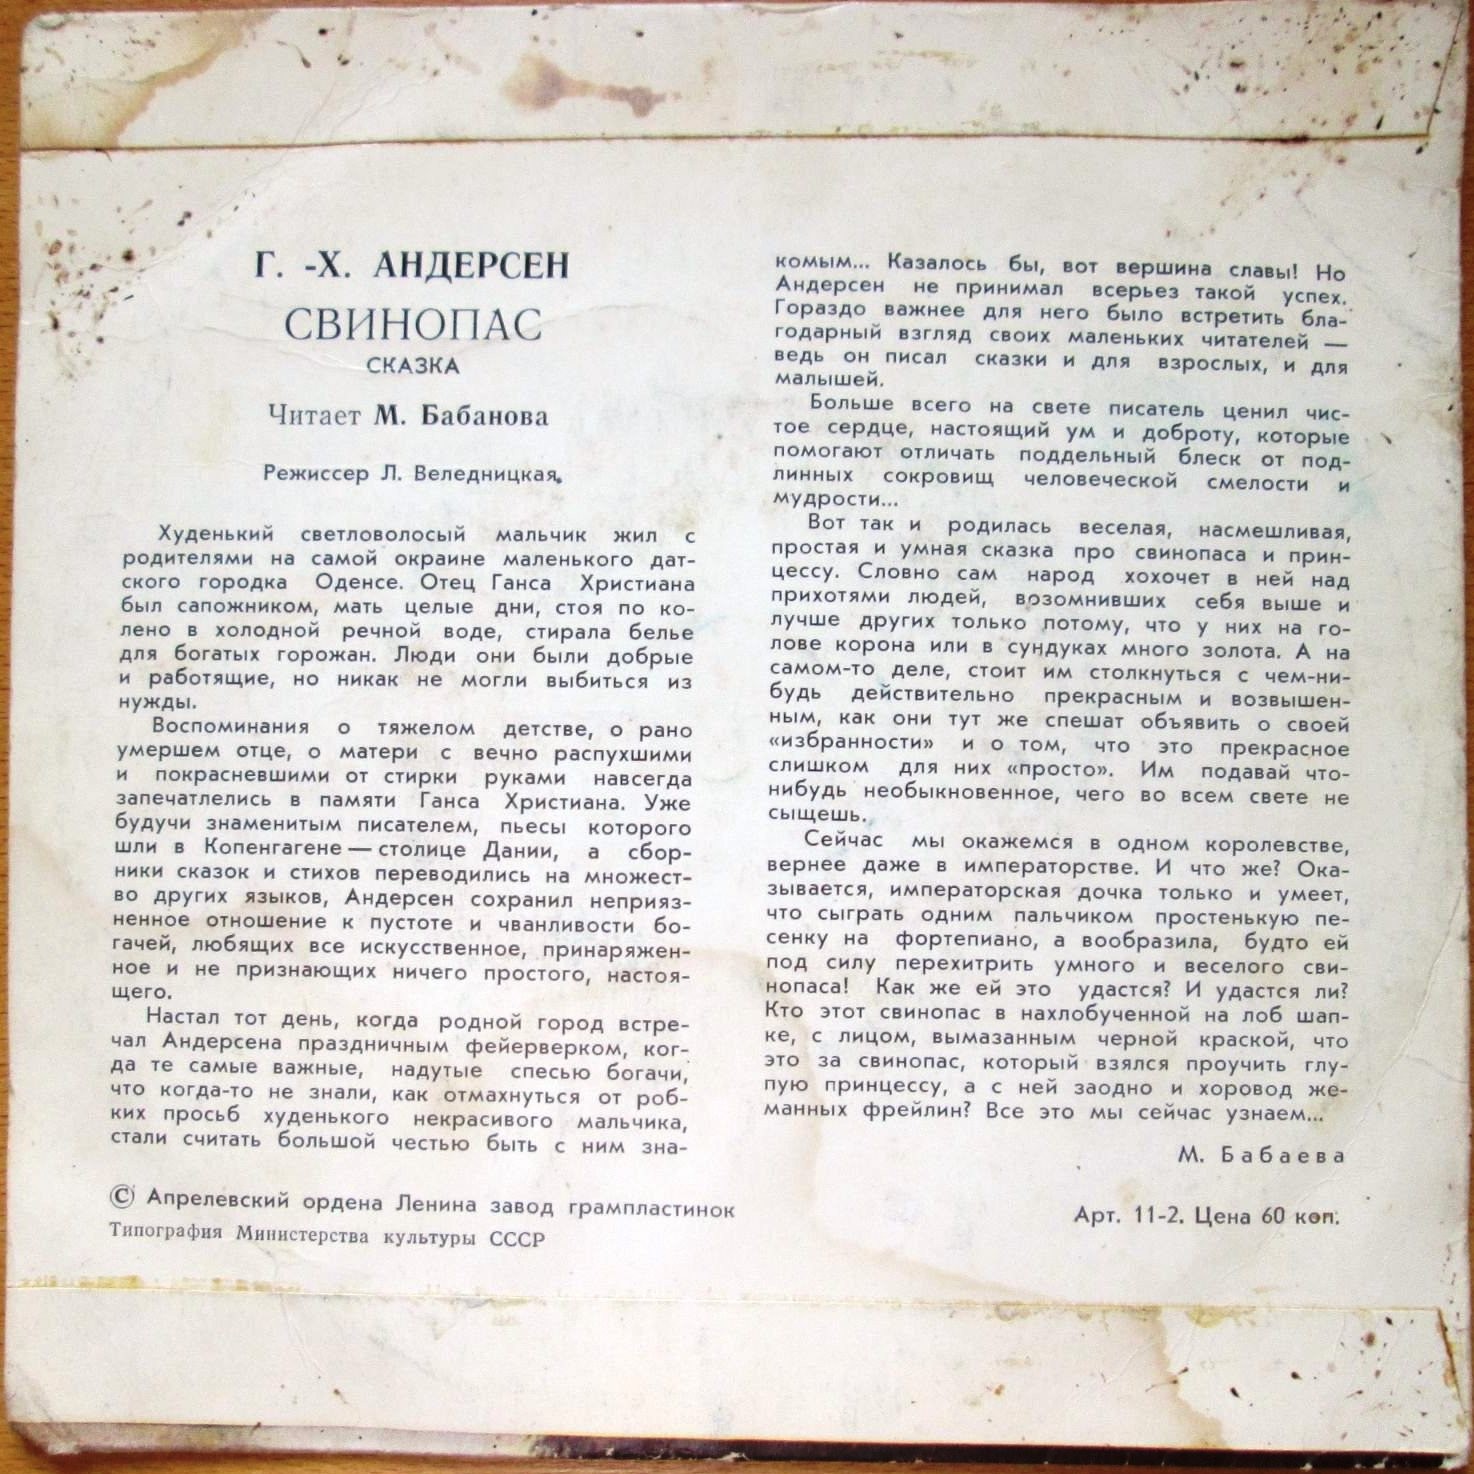 Г. -Х. АНДЕРСЕН
СВИНОПАС
СКАЗКА
Читает М. Бабанова
Режиссер Л. Веледницкая.
Худенький светловолосый мальчик жил с
родителями на самой окраине маленького дат-
ского городка Оденсе. Отец Ганса Христиана
был сапожником, мать целые дни, стоя по ко-
лено в холодной речной воде, стирала белье
для богатых горожан. Люди они были добрые
и работящие, но никак не могли выбиться из
нужды.
Воспоминания о тяжелом детстве, о рано
умершем отце, о матери с вечно распухшими
и покрасневшими от стирки руками навсегда
запечатлелись в памяти Ганса Христиана. Уже
будучи знаменитым писателем, пьесы которого
шли в Копенгагене — столице Дании, а сбор-
ники сказок и стихов переводились на множест-
во других языков, Андерсен сохранил неприяз-
ненное отношение к пустоте и чванливости бо-
гачей, любящих все искусственное, принаряжен-
ное и не признающих ничего простого, настоя-
щего.
Настал тот день, когда родной город встре-
чал Андерсена праздничным фейерверком, ког-
да те самые важные, надутые спесью богачи,
что когда-то не знали, как отмахнуться от роб-
ких просьб худенького некрасивого мальчика,
стали считать большой честью быть с ним зна-
комым... Казалось бы, вот вершина славы! Но
Андерсен не принимал всерьез такой успех.
Гораздо важнее для него было встретить бла-
годарный взгляд своих маленьких читателей —
ведь он писал сказки и для взрослых, и для
малышей.
Больше всего на свете писатель ценил чис-
тое сердце, настоящий ум и доброту, которые
помогают отличать поддельный блеск от под-
линных сокровищ человеческой смелости и
мудрости...
Вот так и родилась веселая, насмешливая,
простая и умная сказка про свинопаса и прин-
цессу. Словно сам народ хохочет в ней над
прихотями людей, возомнивших себя выше и
лучше других только потому, что у них на го-
лове корона или в сундуках много золота. А на
самом-то деле, стоит им столкнуться с чем-ни-
будь действительно прекрасным и возвышен-
ным, как они тут же спешат объявить о своей
«избранности» и о том, что это прекрасное
слишком для них «просто». Им подавай что-
нибудь необыкновенное, чего во всем свете не
сыщешь.
Сейчас мы окажемся в одном королевстве,
вернее даже в императорстве. И что же? Ока-
зывается, императорская дочка только и умеет,
что сыграть одним пальчиком простенькую пе-
сенку на фортепиано, а вообразила, будто ей
под силу перехитрить умного и веселого сви-
нопаса! Как же ей это удастся? И удастся ли?
Кто этот свинопас в нахлобученной на лоб шап-
ке, с лицом, вымазанным черной краской, что
это за свинопас, который взялся проучить глу-
пую принцессу, а с ней заодно и хоровод же-
манных фрейлин? Все это мы сейчас узнаем...
М. Бабаева
© Апрелевский ордена Ленина завод грампластинок
Типография Министерства культуры СССР
Арт. 11-2. Цена 60 коп.